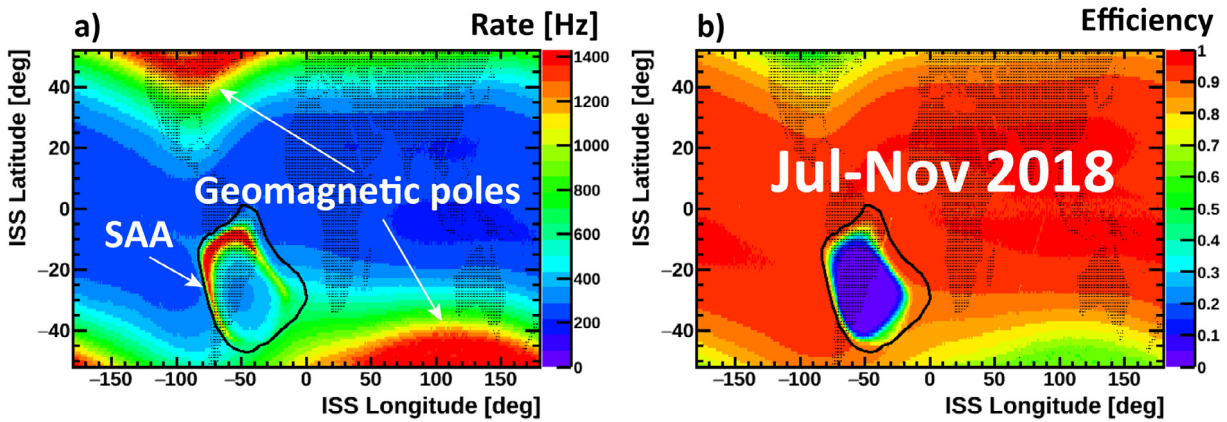 a)
Rate [Hz]
ISS Latitude [deg]
40
20
0
−20
−40
−150 −100 −50 0 50 100 150
ISS Longitude [deg]
Geomagnetic poles
SAA
1400
1200
1000
800
600
400
200
0
b)
Efficiency
ISS Latitude [deg]
40
20
0
−20
−40
−150 −100 −50 0 50 100 150
ISS Longitude [deg]
Jul-Nov 2018
1
0.9
0.8
0.7
0.6
0.5
0.4
0.3
0.2
0.1
0